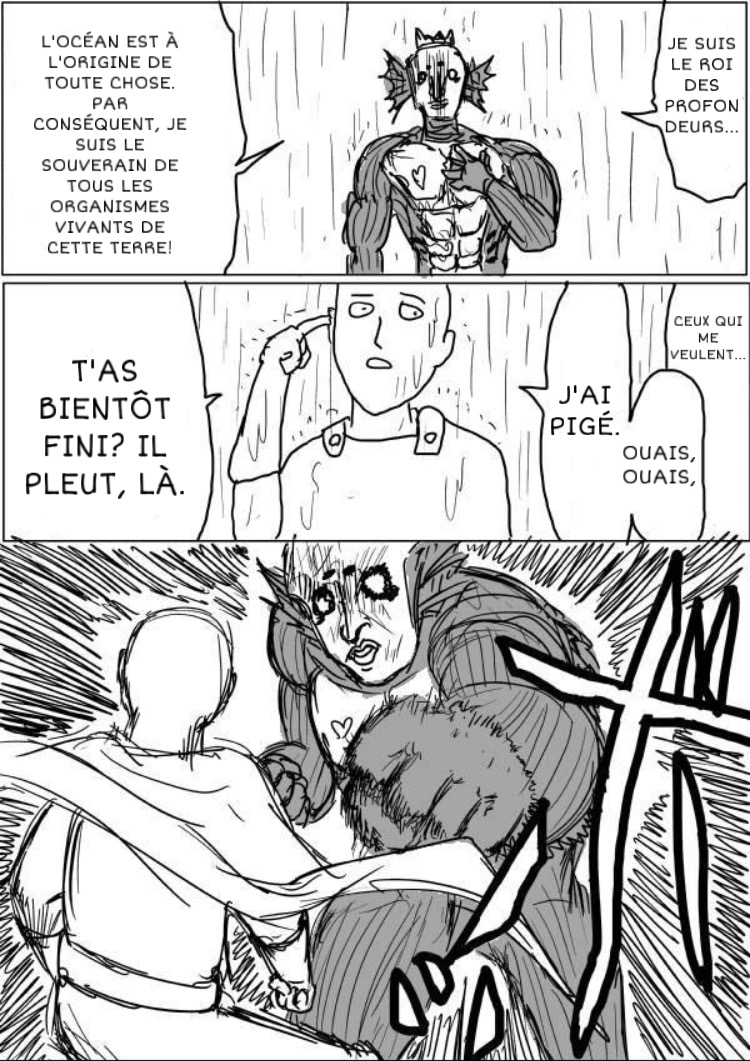 JE SUIS
LE ROI
DES
PROFON
DEURS...
L'OCÉAN EST À
L'ORIGINE DE
TOUTE CHOSE.
PAR
CONSÉQUENT, JE
SUIS LE
SOUVERAIN DE
TOUS LES
ORGANISMES
VIVANTS DE
CETTE TERRE!
CEUX QUI
ME
VEULENT...
OUAIS,
OUAIS,
J'AI
PIGÉ.
T'AS
BIENTÔT
FINI? IL
PLEUT, LÀ.